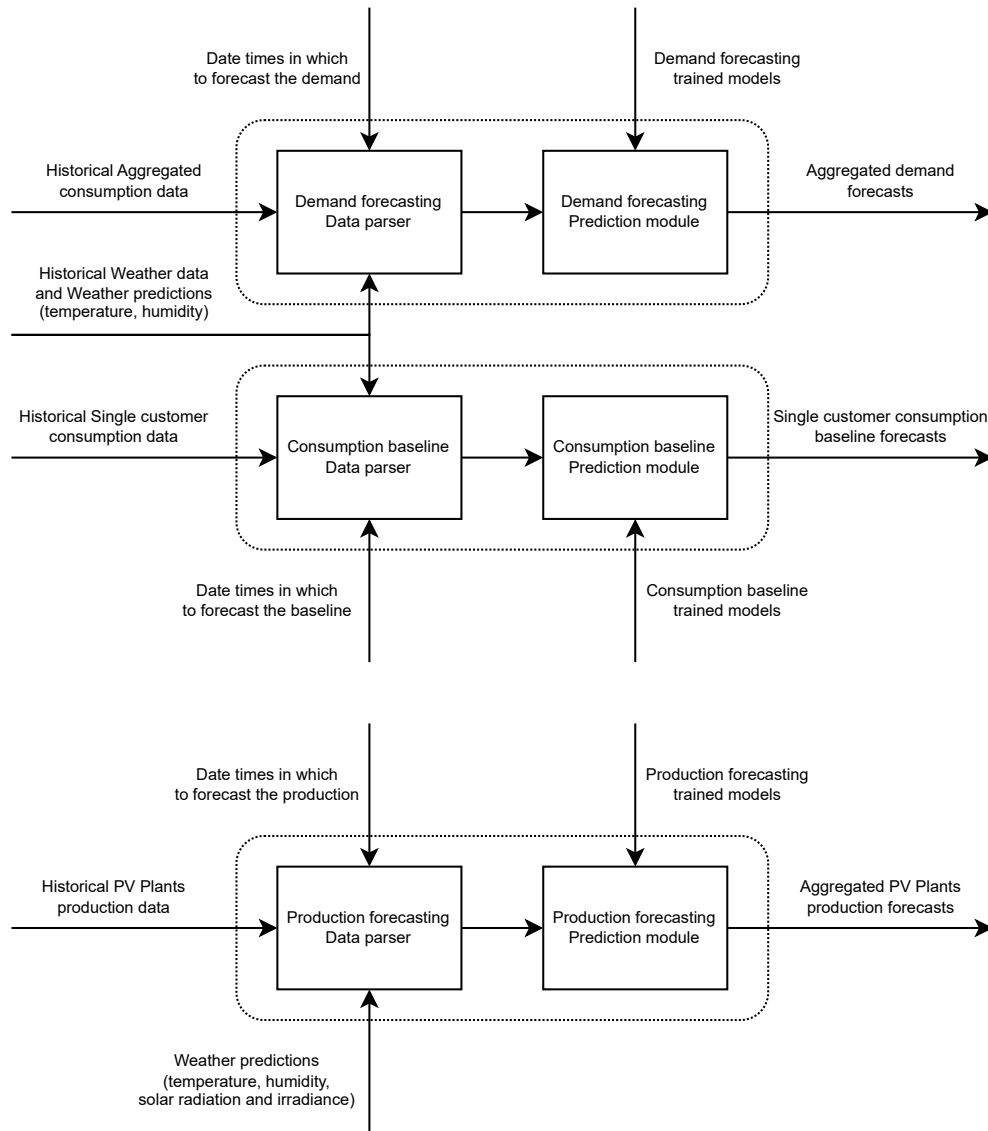 Date times in which
to forecast the demand
Demand forecasting
trained models
Historical Aggregated
consumption data
Demand forecasting
Data parser
Demand forecasting
Prediction module
Aggregated demand
forecasts
Historical Weather data
and Weather predictions
(temperature, humidity)
Historical Single customer
consumption data
Consumption baseline
Data parser
Consumption baseline
Prediction module
Single customer consumption
baseline forecasts
Date times in which
to forecast the baseline
Consumption baseline
trained models
Date times in which
to forecast the production
Production forecasting
trained models
Historical PV Plants
production data
Production forecasting
Data parser
Production forecasting
Prediction module
Aggregated PV Plants
production forecasts
Weather predictions
(temperature, humidity,
solar radiation and irradiance)